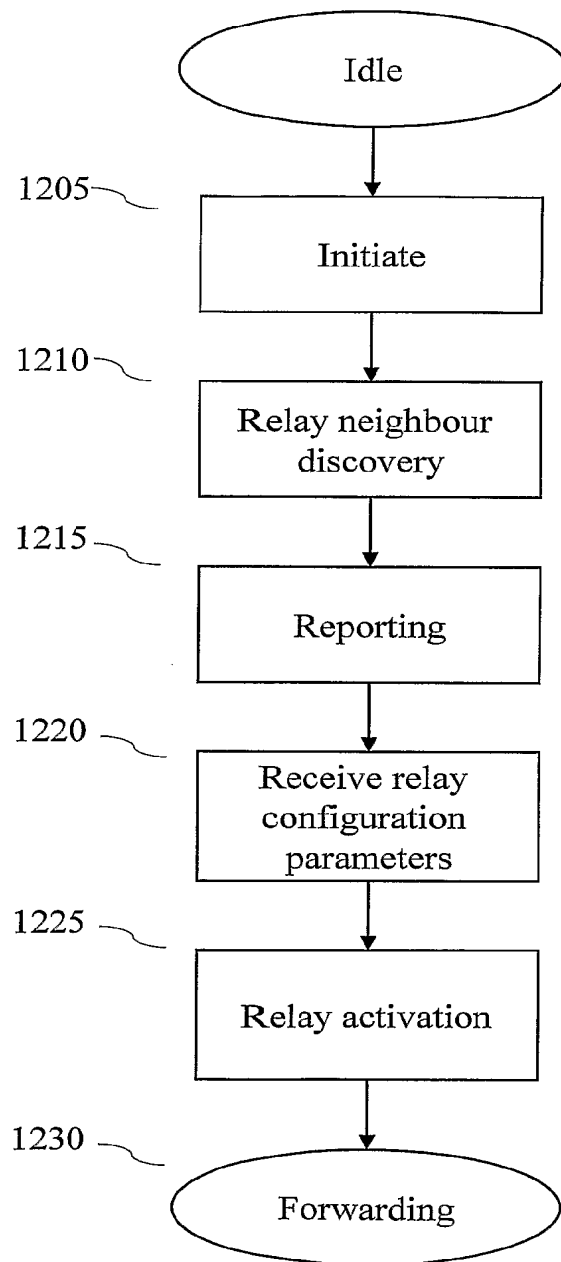 Idle
1205
Initiate
1210
Relay neighbour
discovery
1215
Reporting
1220
Receive relay
configuration
parameters
1225
Relay activation
1230
Forwarding